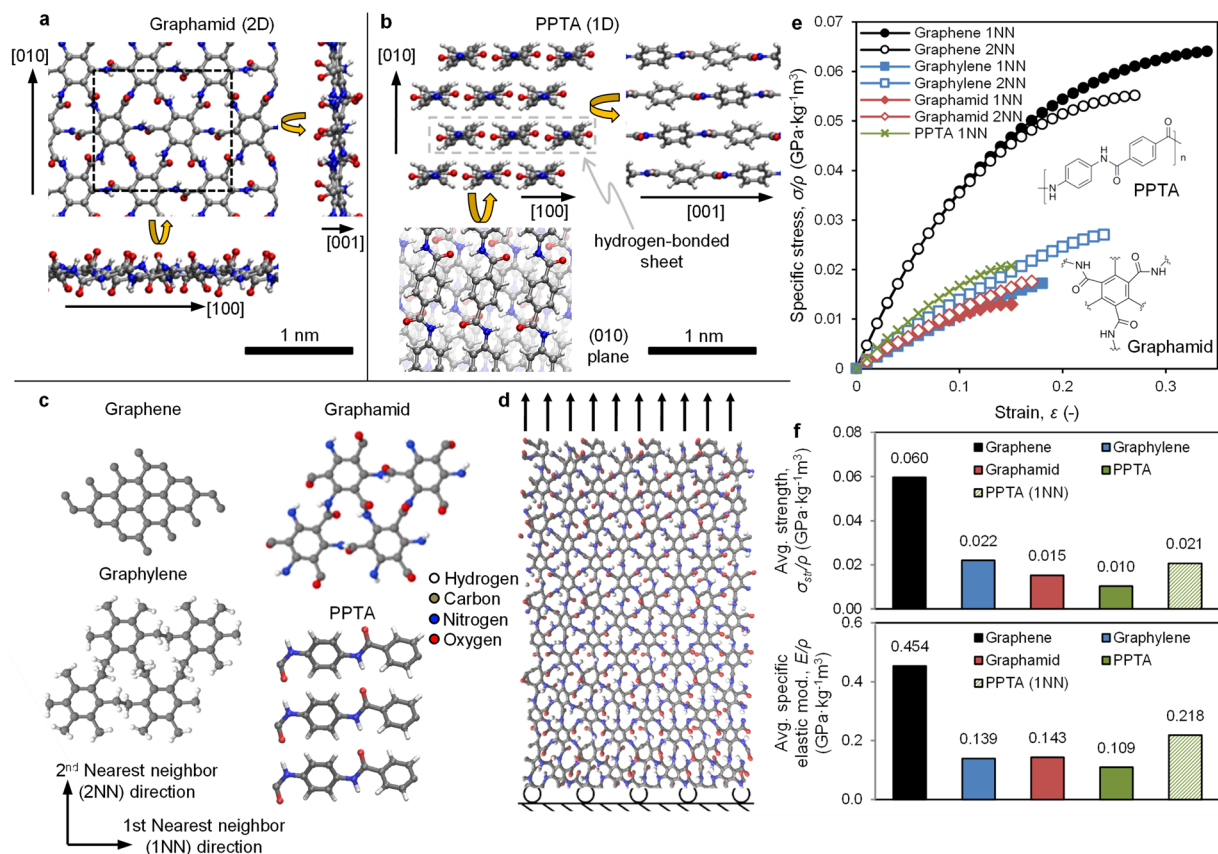 a
Graphamid (2D)
[010]
[001]
[100]
1 nm
b
PPTA (1D)
[010]
[100]
[001]
hydrogen-bonded
sheet
(010)
plane
1 nm
c
Graphene
Graphamid
Graphylene
Hydrogen
Carbon
Nitrogen
Oxygen
PPTA
2nd Nearest neighbor
(2NN) direction
1st Nearest neighbor
(1NN) direction
d
e
Specific stress, σ/ρ (GPa·kg-1m3)
0.07
0.06
0.05
0.04
0.03
0.02
0.01
0
Graphene 1NN
Graphene 2NN
Graphylene 1NN
Graphylene 2NN
Graphamid 1NN
Graphamid 2NN
PPTA 1NN
O
NH
O
HN
n
PPTA
O
O
NH
HN
O
NH
Graphamid
0
0.1
0.2
0.3
Strain, ε (-)
f
Avg. strength,
σstr/ρ (GPa·kg-1m3)
0.08
0.06
0.04
0.02
0.00
Graphene
Graphylene
Graphamid
PPTA
PPTA (1NN)
0.060
0.022
0.015
0.010
0.021
Avg. specific
elastic mod., E/ρ
(GPa·kg-1m3)
0.6
0.4
0.2
0.0
Graphene
Graphylene
Graphamid
PPTA
PPTA (1NN)
0.454
0.139
0.143
0.109
0.218